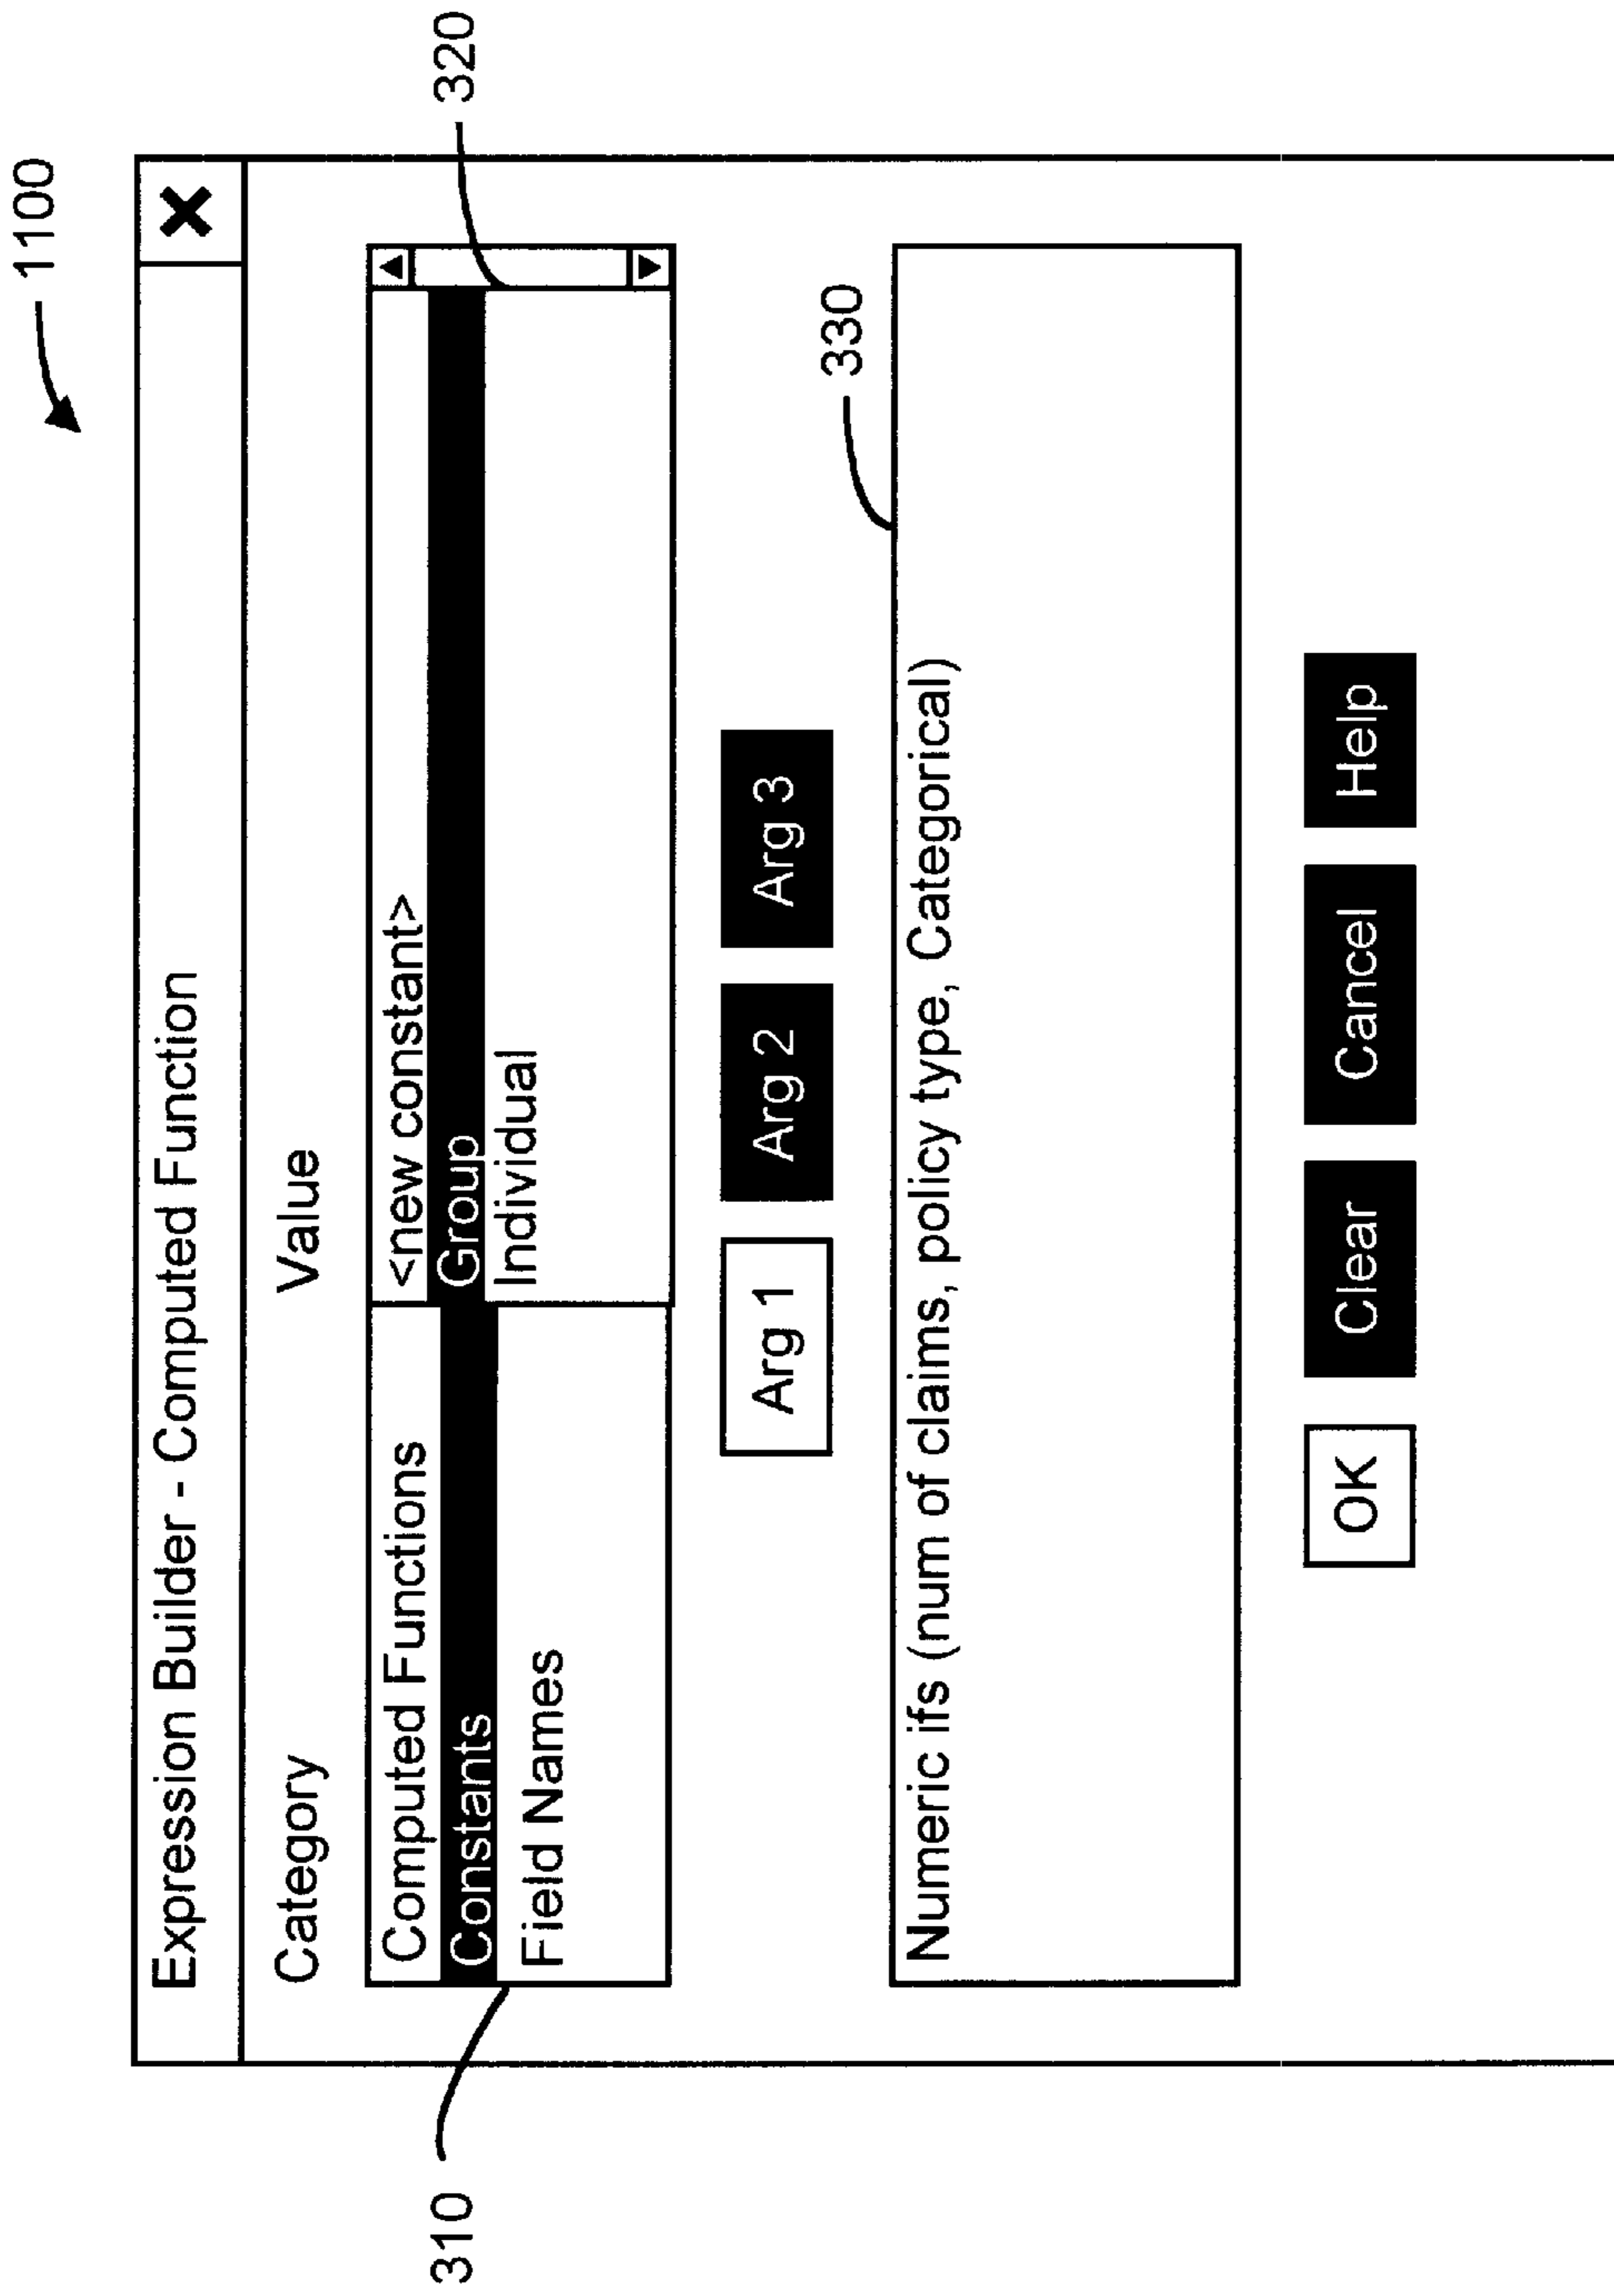 1100
Expression Builder - Computed Function
Category
Value
320
310
Computed Functions
Constants
Field Names
<new constant>
Group
Individual
Arg 1
Arg 2
Arg 3
330
Numeric ifs (num of claims, policy type, Categorical)
OK
Clear
Cancel
Help